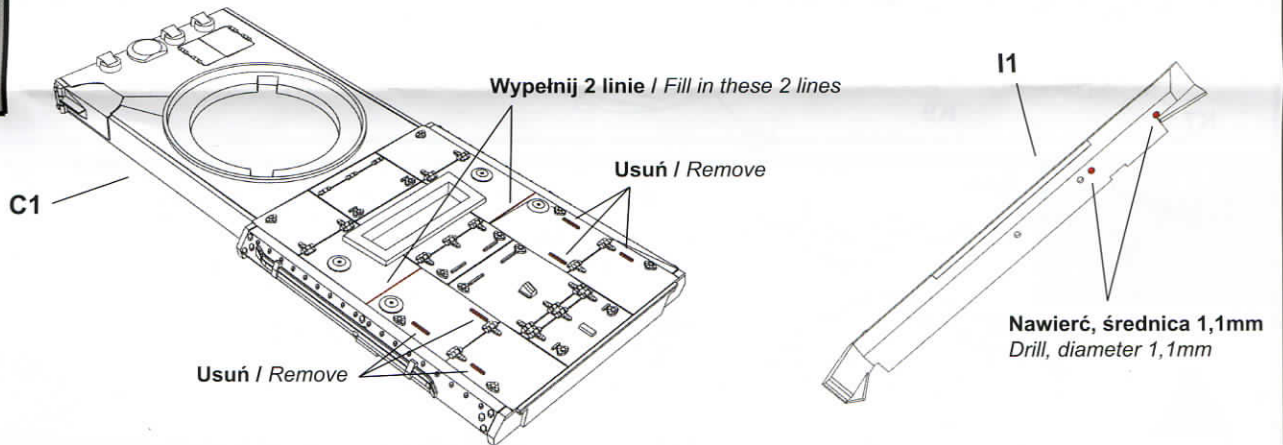 Wypełnij 2 linie / Fill in these 2 lines
I1
Usuń / Remove
C1
Nawierć, średnica 1,1mm
Drill, diameter 1,1mm
Usuń / Remove